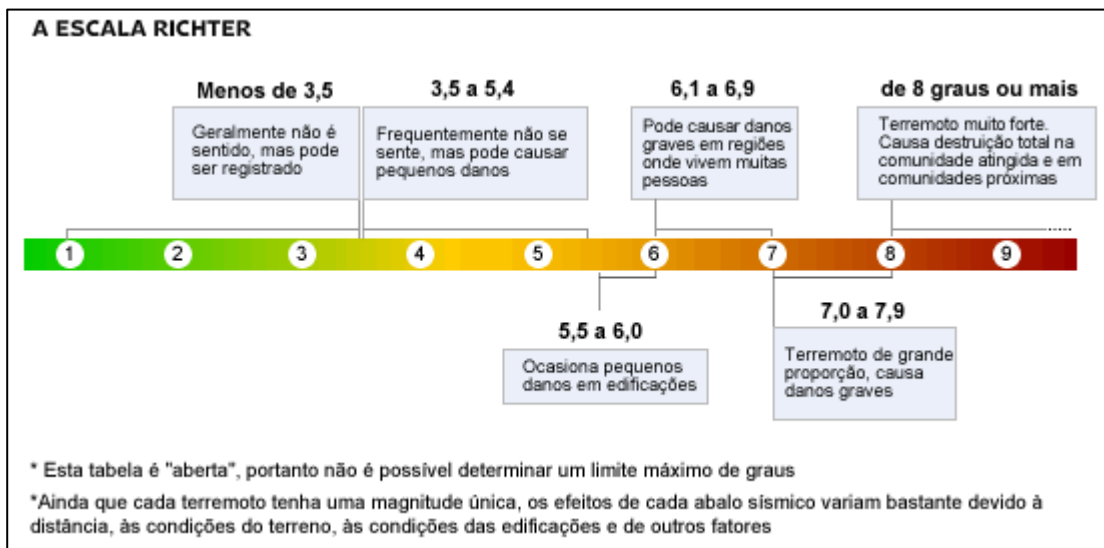 A ESCALA RICHTER
Menos de 3,5
Geralmente não é
sentido, mas pode
ser registrado
3,5 a 5,4
Frequentemente não se
sente, mas pode causar
pequenos danos
6,1 a 6,9
Pode causar danos
graves em regiões
onde vivem muitas
pessoas
de 8 graus ou mais
Terremoto muito forte.
Causa destruição total na
comunidade atingida e em
comunidades próximas
1 2 3 4 5 6 7 8 9
5,5 a 6,0
Ocasiona pequenos
danos em edificações
7,0 a 7,9
Terremoto de grande
proporção, causa
danos graves
* Esta tabela é "aberta", portanto não é possível determinar um limite máximo de graus
*Ainda que cada terremoto tenha uma magnitude única, os efeitos de cada abalo sísmico variam bastante devido à
distância, às condições do terreno, às condições das edificações e de outros fatores